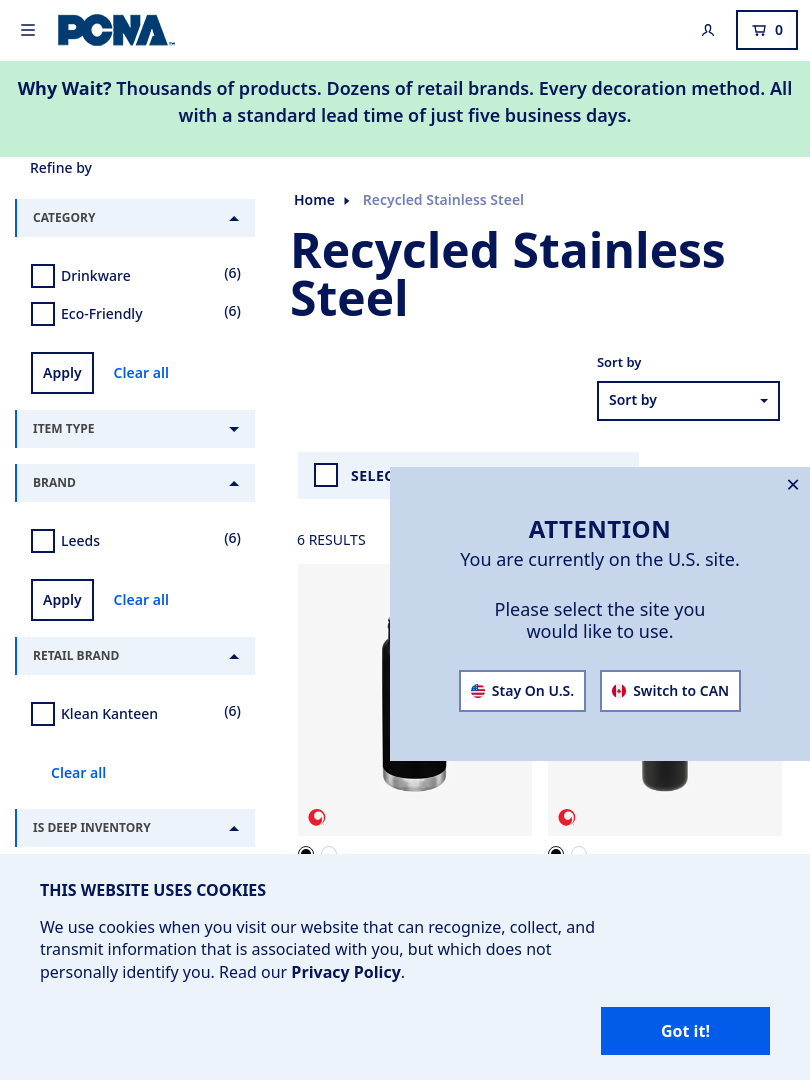 PCNA
0
Why Wait? Thousands of products. Dozens of retail brands. Every decoration method. All
with a standard lead time of just five business days.
Refine by
CATEGORY
Drinkware (6)
Eco-Friendly (6)
Apply Clear all
ITEM TYPE
BRAND
Leeds (6)
Apply Clear all
RETAIL BRAND
Klean Kanteen (6)
Clear all
IS DEEP INVENTORY
Home Recycled Stainless Steel
Recycled Stainless
Steel
Sort by
Sort by
6 RESULTS
ATTENTION
You are currently on the U.S. site.
Please select the site you
would like to use.
Stay On U.S. Switch to CAN
THIS WEBSITE USES COOKIES
We use cookies when you visit our website that can recognize, collect, and
transmit information that is associated with you, but which does not
personally identify you. Read our Privacy Policy.
Got it!